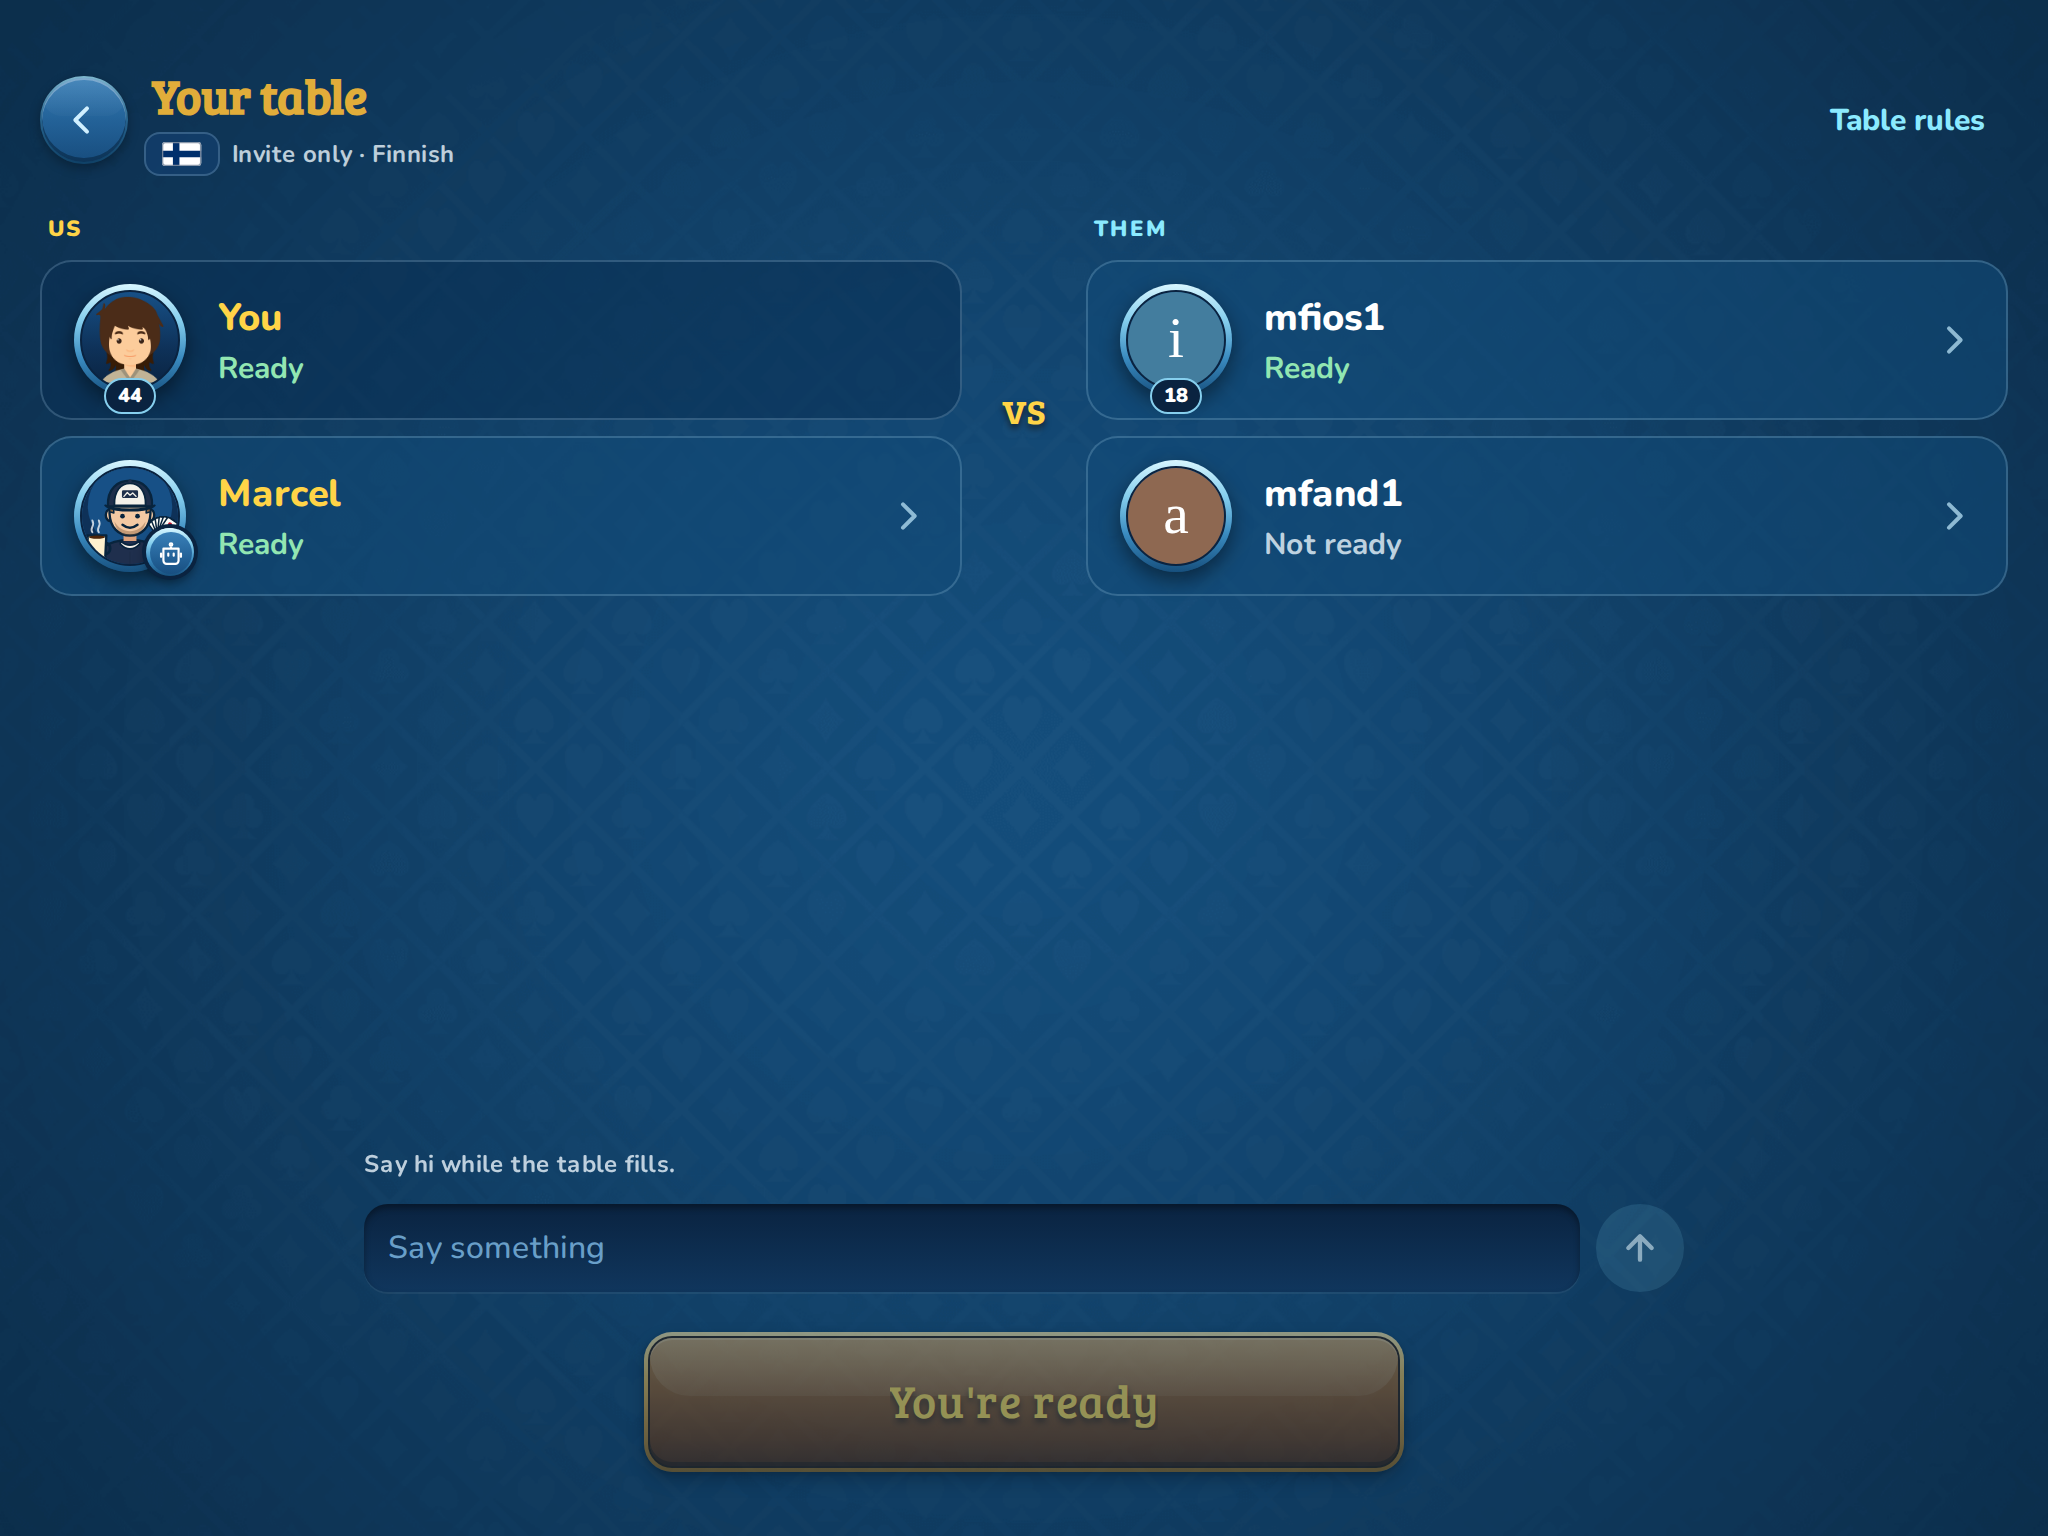 Your table
Invite only · Finnish
Table rules
US
You
Ready
44
Marcel
Ready
VS
THEM
i
mfios1
Ready
18
a
mfand1
Not ready
Say hi while the table fills.
Say something
You're ready